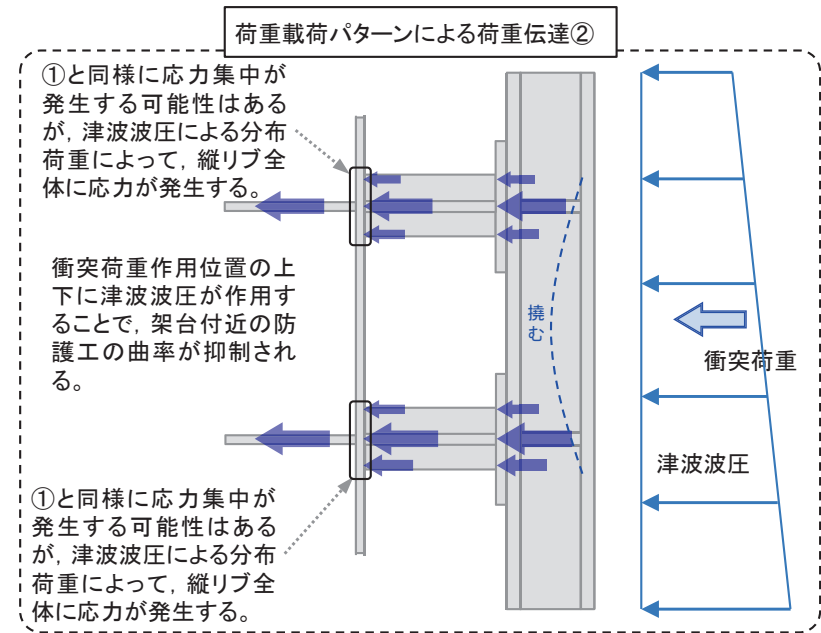 荷重載荷パターンによる荷重伝達②
①と同様に応力集中が
発生する可能性はある
が，津波波圧による分布
荷重によって，縦リブ全
体に応力が発生する。
衝突荷重作用位置の上
下に津波波圧が作用す
ることで，架台付近の防
護工の曲率が抑制され
る。
撓む
衝突荷重
津波波圧
①と同様に応力集中が
発生する可能性はある
が，津波波圧による分布
荷重によって，縦リブ全
体に応力が発生する。